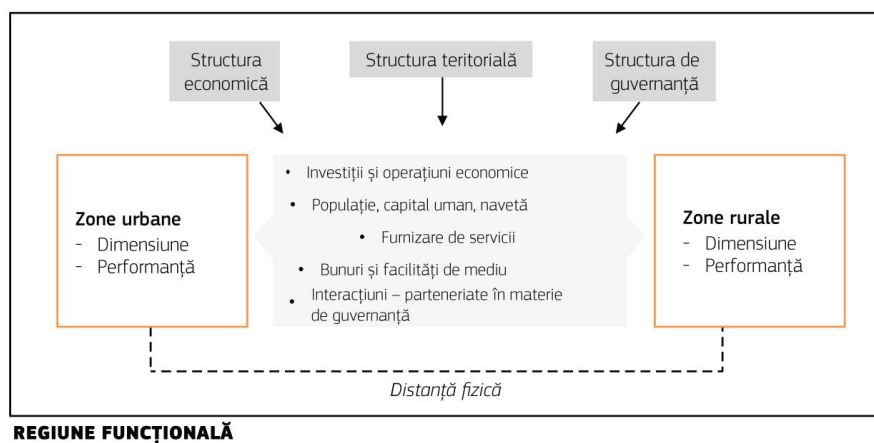 Structura
economică
Structura teritorială
Structura de
guvernanță
Zone urbane
- Dimensiune
- Performanță
• Investiții și operațiuni economice
• Populație, capital uman, navetă
• Furnizare de servicii
• Bunuri și facilități de mediu
• Interacțiuni – parteneriate în materie
de guvernanță
Zone rurale
- Dimensiune
- Performanță
Distanță fizică
REGIUNE FUNCȚIONALĂ